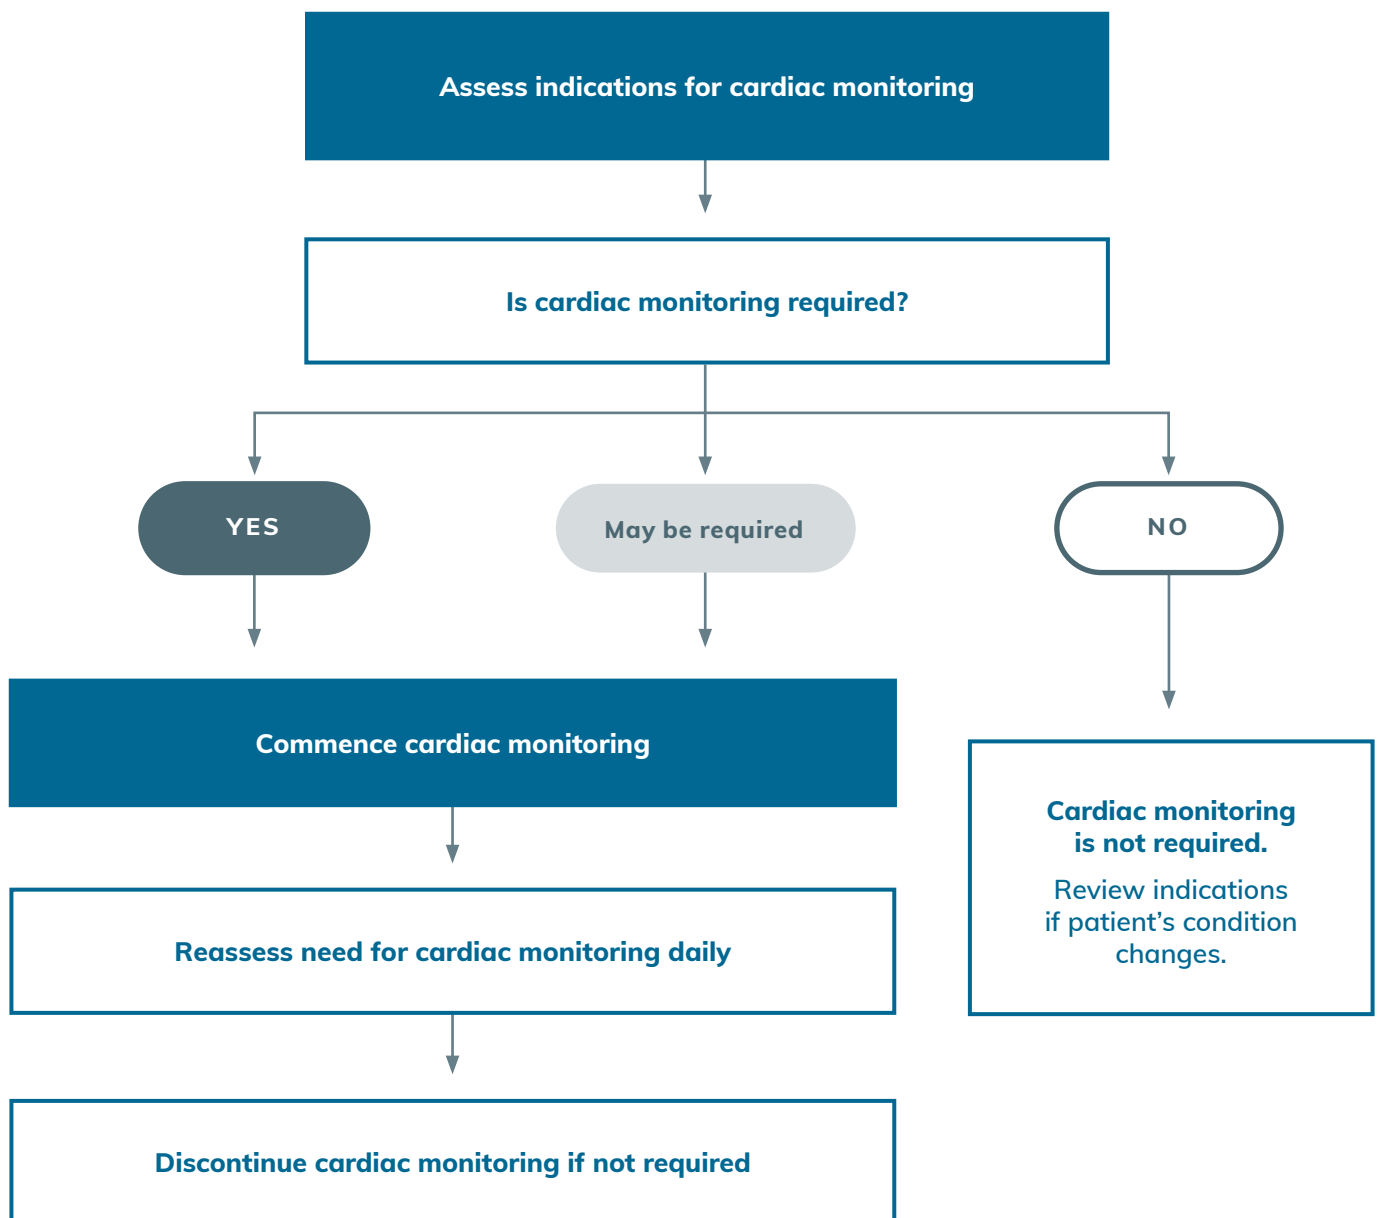 Assess indications for cardiac monitoring
Is cardiac monitoring required?
YES
May be required
NO
Commence cardiac monitoring
Cardiac monitoring
is not required.
Review indications
if patient’s condition
changes.
Reassess need for cardiac monitoring daily
Discontinue cardiac monitoring if not required